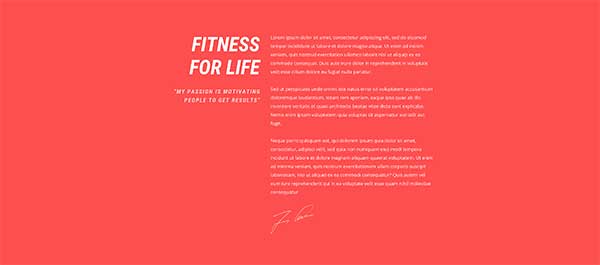 FITNESS
FOR LIFE
"MY PASSION IS MOTIVATING
PEOPLE TO GET RESULTS"
Lorem ipsum dolor sit amet, consectetur adipiscing elit, sed do eiusmod
tempor incididunt ut labore et dolore magna aliqua. Ut enim ad minim
veniam, quis nostrud exercitation ullamco laboris nisi ut aliquip ex ea
commodo consequat. Duis aute irure dolor in reprehenderit in voluptate
velit esse cillum dolore eu fugiat nulla pariatur.
Sed ut perspiciatis unde omnis iste natus error sit voluptatem accusantium
doloremque laudantium, totam rem aperiam, eaque ipsa quae ab illo
inventore veritatis et quasi architecto beatae vitae dicta sunt explicabo.
Nemo enim ipsam voluptatem quia voluptas sit aspernatur aut odit aut
fugit.
Neque porro quisquam est, qui dolorem ipsum quia dolor sit amet,
consectetur, adipisci velit, sed quia non numquam eius modi tempora
incidunt ut labore et dolore magnam aliquam quaerat voluptatem. Ut enim
ad minima veniam, quis nostrum exercitationem ullam corporis suscipit
laboriosam, nisi ut aliquid ex ea commodi consequatur? Quis autem vel
eum iure reprehenderit qui in ea voluptate velit esse quam nihil molestiae
consequatur